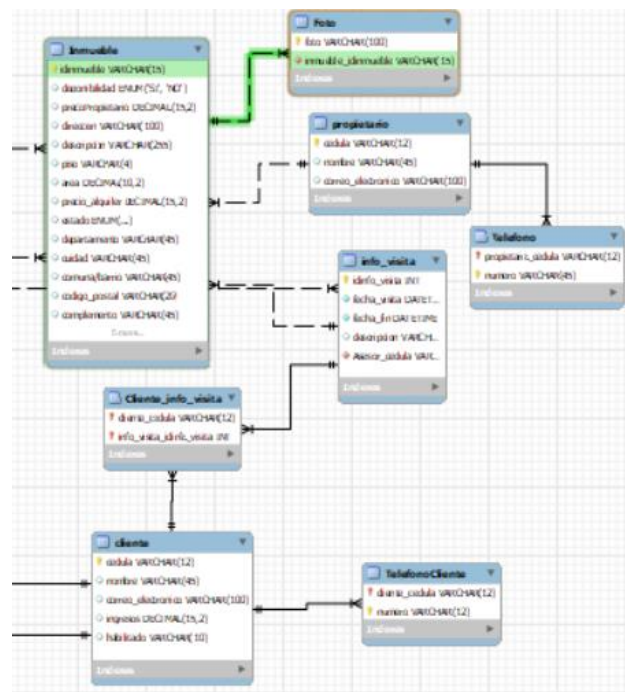 Inmueble
idinmueble VARCHAR(15)
disponibilidad ENUM('SI', 'NO')
precioPropietario DECIMAL(15,2)
direccion VARCHAR(100)
descripcion VARCHAR(255)
piso VARCHAR(4)
area DECIMAL(10,2)
precio_alquiler DECIMAL(15,2)
estado ENUM(...)
departamento VARCHAR(45)
ciudad VARCHAR(45)
comuna/barrio VARCHAR(45)
codigo_postal VARCHAR(20)
complemento VARCHAR(45)
Indexes
Foto
foto VARCHAR(100)
inmueble_idinmueble VARCHAR(15)
Indexes
propietario
cedula VARCHAR(12)
nombre VARCHAR(45)
correo_electronico VARCHAR(100)
Indexes
Telefono
propietario_cedula VARCHAR(12)
numero VARCHAR(45)
Indexes
info_visita
idinfo_visita INT
fecha_visita DATET...
fecha_fin DATETIME
descripcion VARCH...
Asesor_cedula VAR...
Indexes
Cliente_info_visita
cliente_cedula VARCHAR(12)
info_visita_idinfo_visita INT
Indexes
cliente
cedula VARCHAR(12)
nombre VARCHAR(45)
correo_electronico VARCHAR(100)
ingresos DECIMAL(15,2)
habilitado VARCHAR(10)
Indexes
TelefonoCliente
cliente_cedula VARCHAR(12)
numero VARCHAR(12)
Indexes